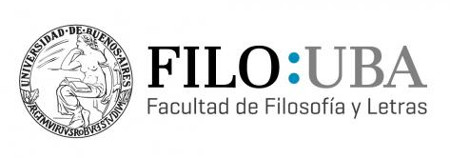 UNIVERSIDAD·DE·BUENOS·AIRES
FILO:UBA
Facultad de Filosofía y Letras